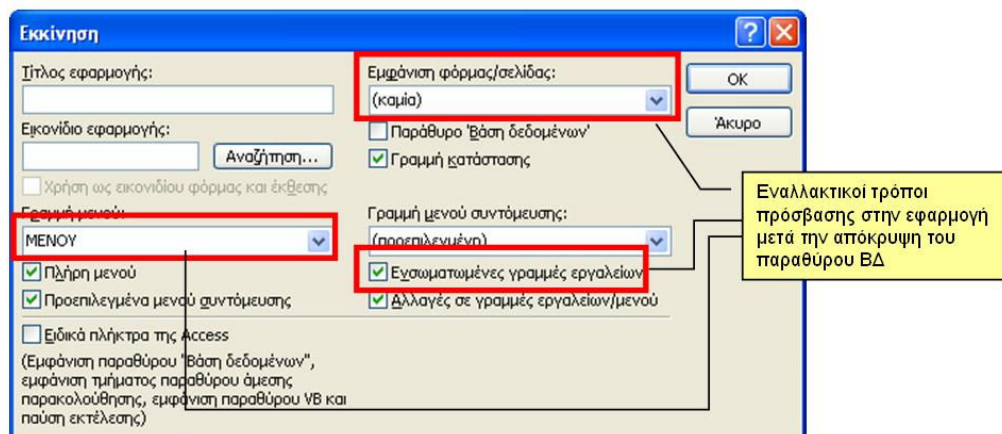 Εκκίνηση
Τίτλος εφαρμογής:
Εμφάνιση φόρμας/σελίδας:
(καμία)
OK
Εικονίδιο εφαρμογής:
Παράθυρο 'Βάση δεδομένων'
Άκυρο
Αναζήτηση...
Γραμμή κατάστασης
Χρήση ως εικονιδίου φόρμας και έκθεσης
Γραμμή μενού:
Γραμμή μενού συντόμευσης:
ΜΕΝΟΥ
(προεπιλεγμένη)
Πλήρη μενού
Ενσωματωμένες γραμμές εργαλείων
Προεπιλεγμένα μενού συντόμευσης
Αλλαγές σε γραμμές εργαλείων/μενού
Ειδικά πλήκτρα της Access
(Εμφάνιση παραθύρου "Βάση δεδομένων",
εμφάνιση τμήματος παραθύρου άμεσης
παρακολούθησης, εμφάνιση παραθύρου VB και
παύση εκτέλεσης)
Εναλλακτικοί τρόποι
πρόσβασης στην εφαρμογή
μετά την απόκρυψη του
παραθύρου ΒΔ